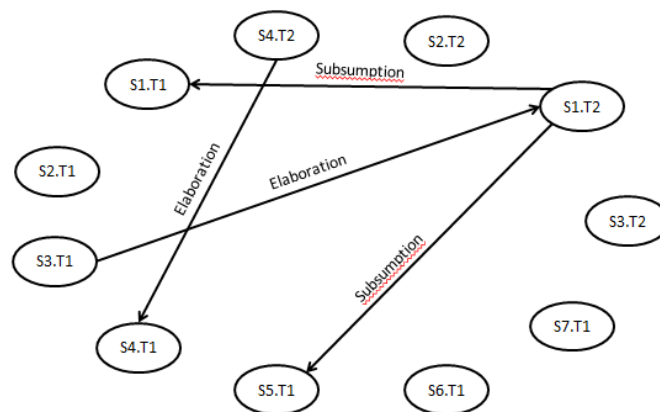 S4.T2
S2.T2
Subsumption
S1.T1
S1.T2
Elaboration
Elaboration
S2.T1
S3.T2
S3.T1
Subsumption
S7.T1
S4.T1
S5.T1
S6.T1